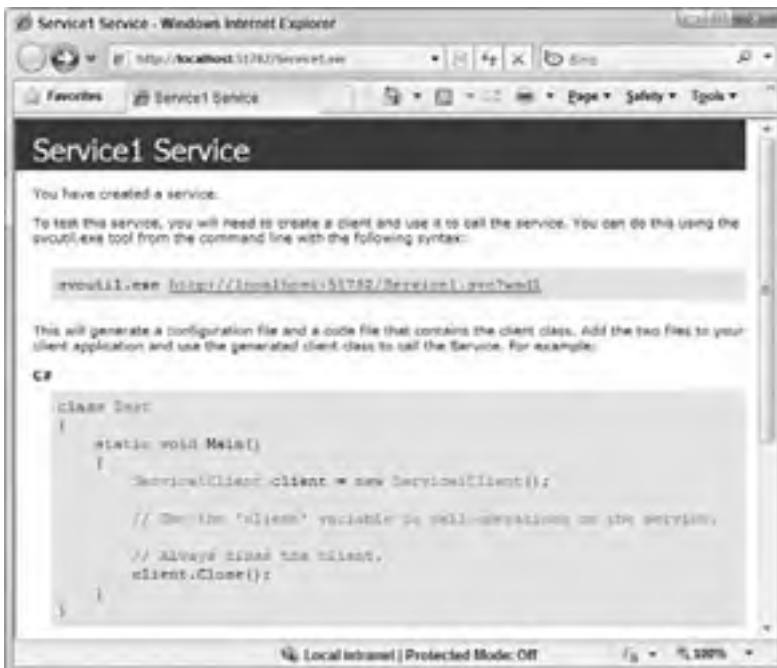 Service1 Service - Windows Internet Explorer
http://localhost:51782/Service1.svc
Bing
Favorites
Service1 Service
Page
Safety
Tools
Service1 Service
You have created a service.
To test this service, you will need to create a client and use it to call the service. You can do this using the
svcutil.exe tool from the command line with the following syntax:
svcutil.exe http://localhost:51782/Service1.svc?wsdl
This will generate a configuration file and a code file that contains the client class. Add the two files to your
client application and use the generated client class to call the Service. For example:
C#
class Test
{
static void Main()
{
Service1Client client = new Service1Client();
// Use the 'client' variable to call operations on the service.
// Always close the client.
client.Close();
}
}
Local intranet | Protected Mode: Off
100%